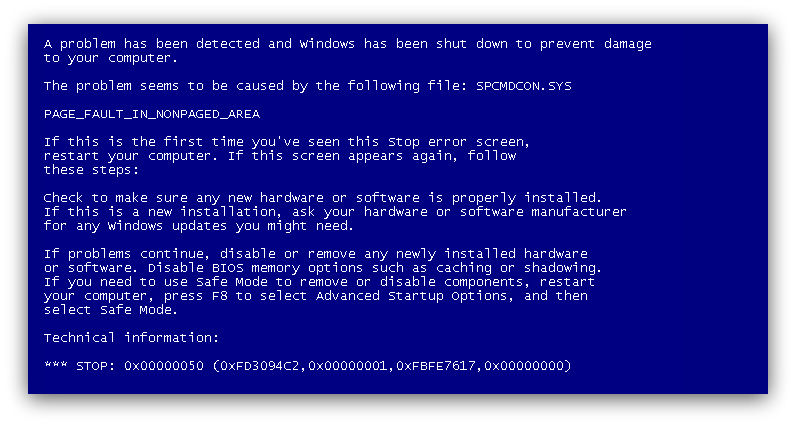 A problem has been detected and Windows has been shut down to prevent damage
to your computer.
The problem seems to be caused by the following file: SPCMDCON.SYS
PAGE_FAULT_IN_NONPAGED_AREA
If this is the first time you've seen this Stop error screen,
restart your computer. If this screen appears again, follow
these steps:
Check to make sure any new hardware or software is properly installed.
If this is a new installation, ask your hardware or software manufacturer
for any Windows updates you might need.
If problems continue, disable or remove any newly installed hardware
or software. Disable BIOS memory options such as caching or shadowing.
If you need to use Safe Mode to remove or disable components, restart
your computer, press F8 to select Advanced Startup Options, and then
select Safe Mode.
Technical information:
*** STOP: 0x00000050 (0xFD3094C2,0x00000001,0xFBFE7617,0x00000000)